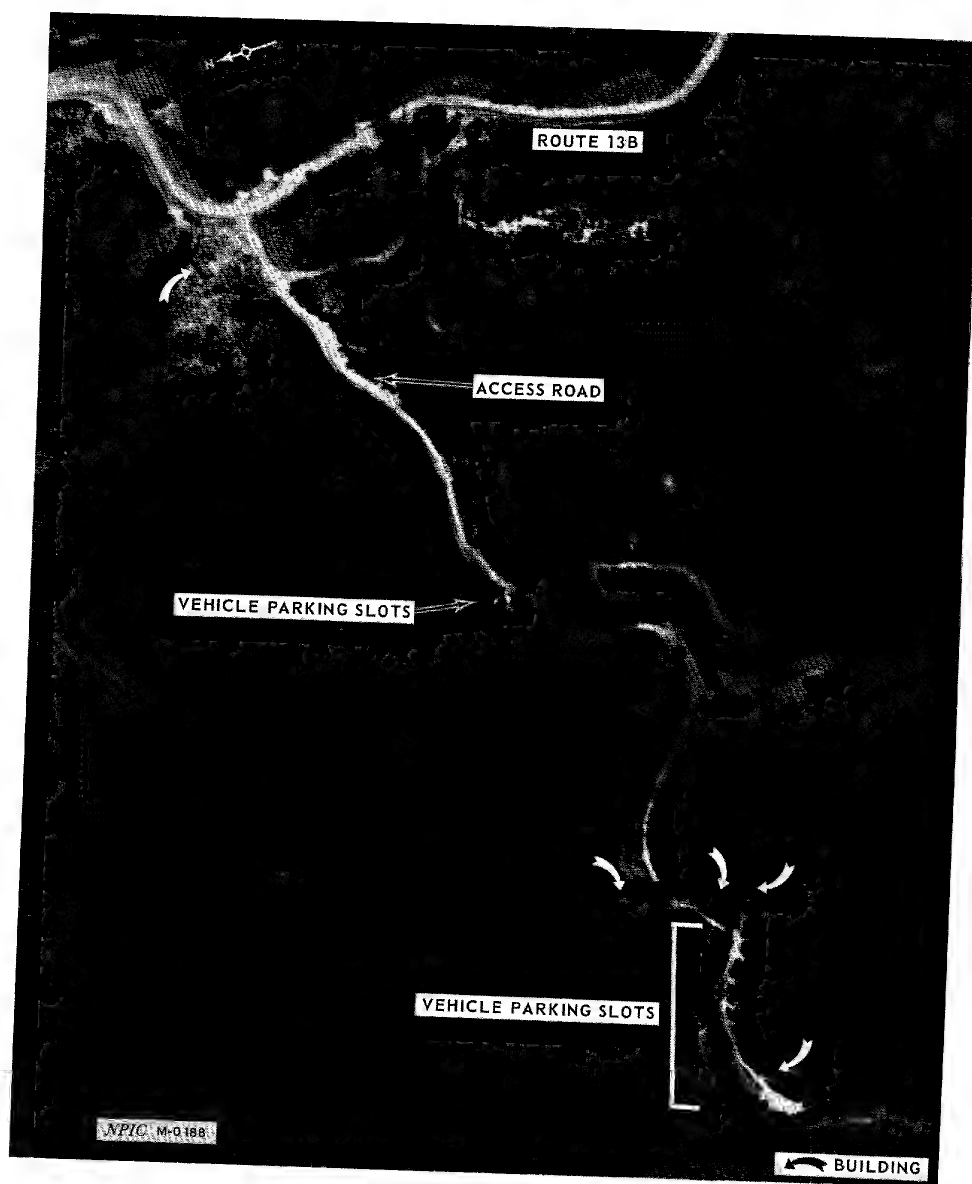 N
ROUTE 13B
ACCESS ROAD
VEHICLE PARKING SLOTS
VEHICLE PARKING SLOTS
NPIC M-0188
BUILDING